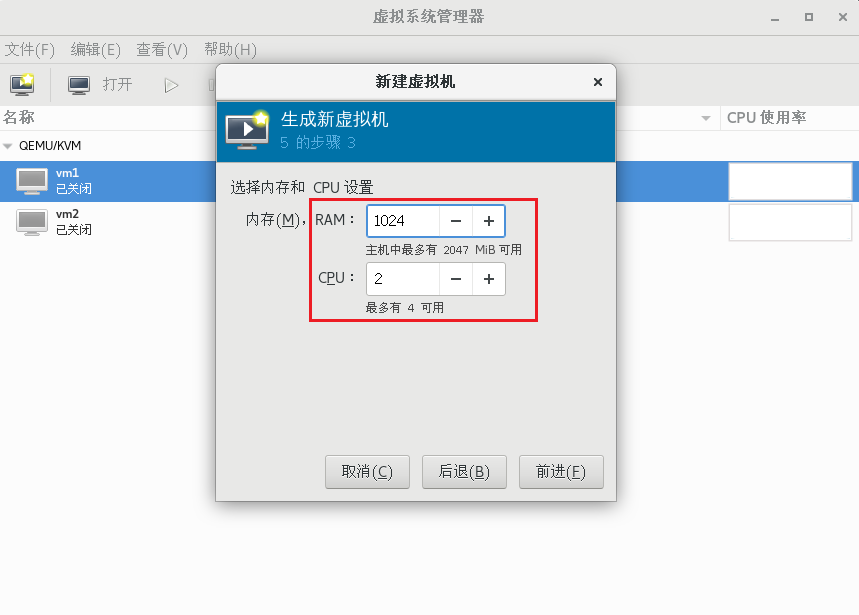 虚拟系统管理器
文件(F) 编辑(E) 查看(V) 帮助(H)
打开
新建虚拟机
生成新虚拟机
5 的步骤 3
名称
CPU 使用率
QEMU/KVM
vm1
已关闭
vm2
已关闭
选择内存和 CPU 设置
内存(M), RAM: 1024
主机中最多有 2047 MiB 可用
CPU: 2
最多有 4 可用
取消(C) 后退(B) 前进(F)